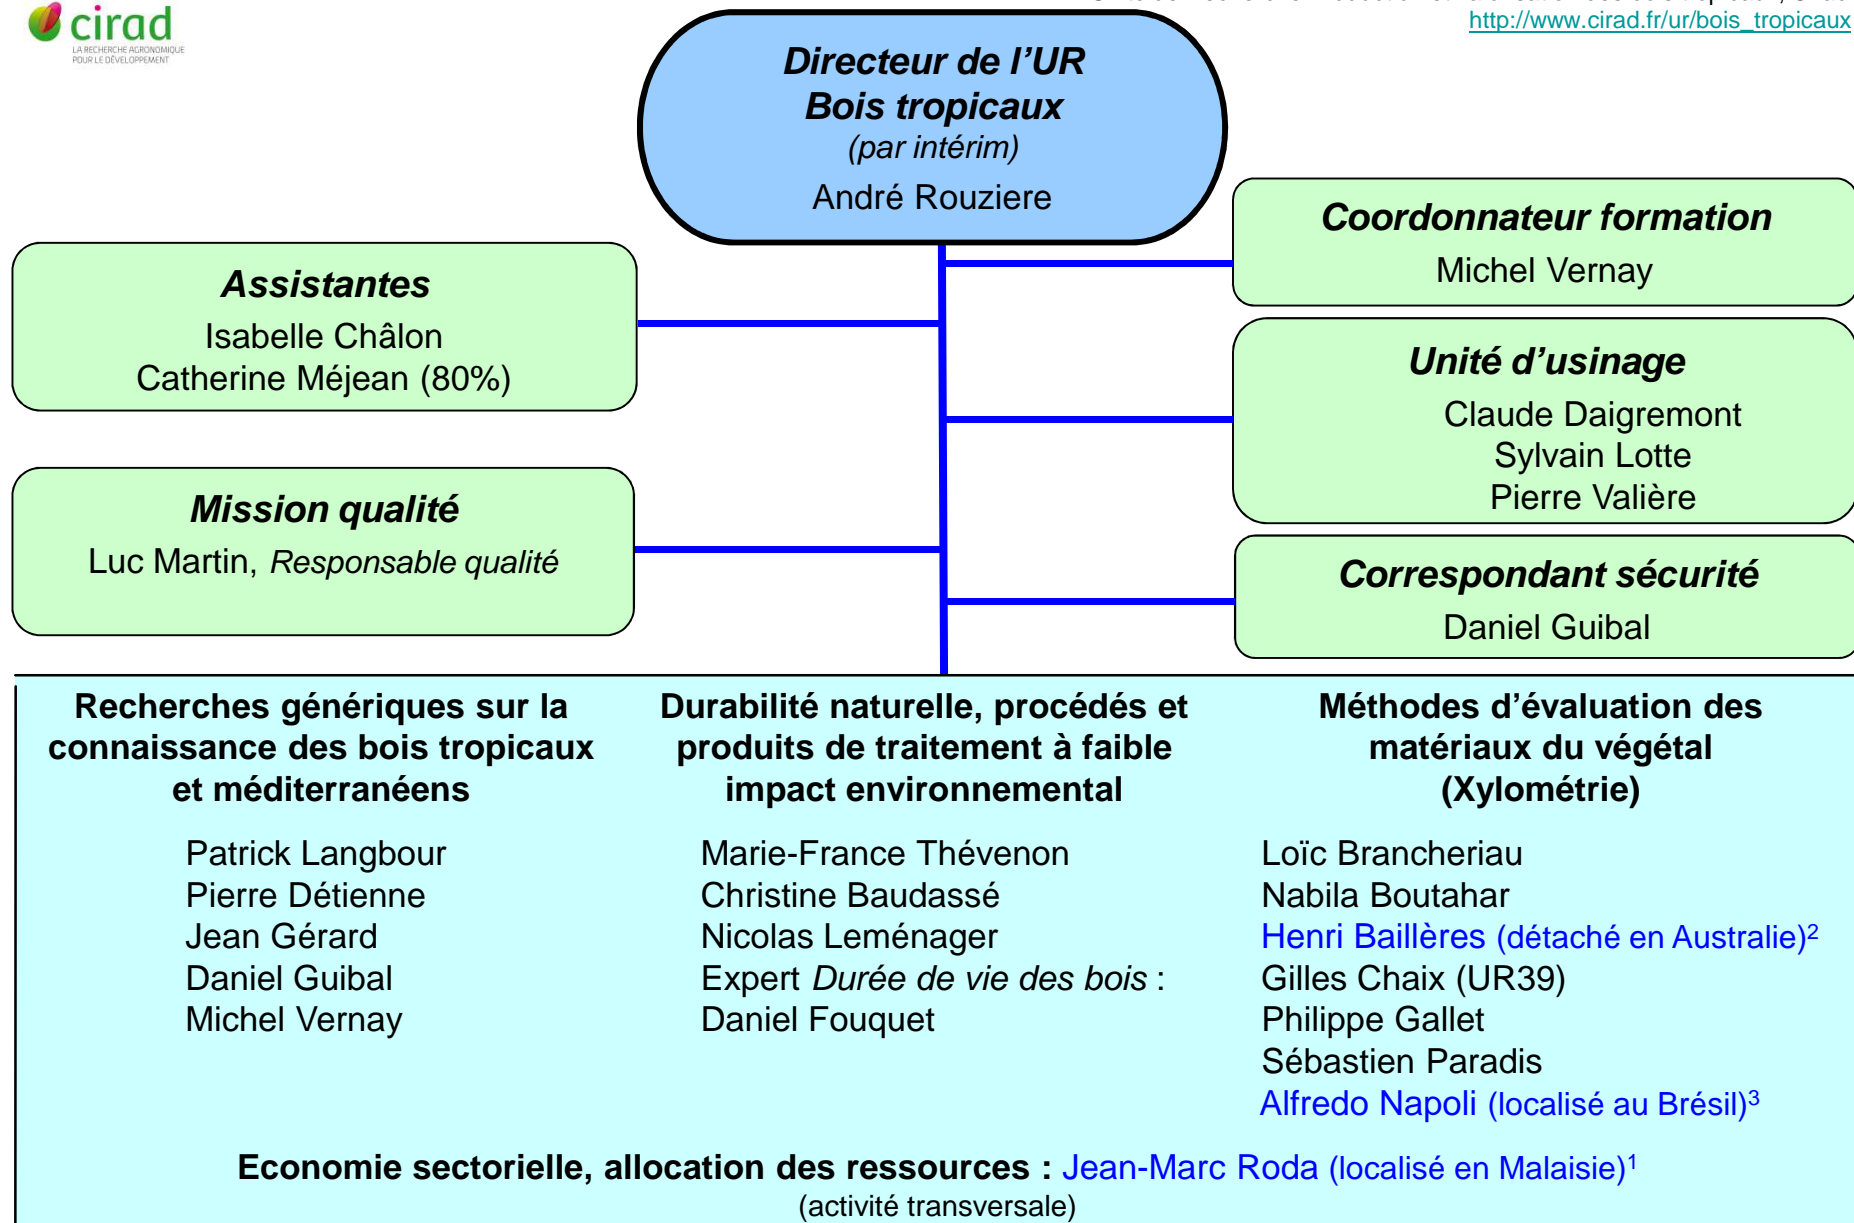 cirad
LA RECHERCHE AGRONOMIQUE
POUR LE DÉVELOPPEMENT
http://www.cirad.fr/ur/bois_tropicaux
Directeur de l’UR
Bois tropicaux
(par intérim)
André Rouziere
Assistantes
Isabelle Châlon
Catherine Méjean (80%)
Mission qualité
Luc Martin, Responsable qualité
Coordonnateur formation
Michel Vernay
Unité d’usinage
Claude Daigremont
Sylvain Lotte
Pierre Valière
Correspondant sécurité
Daniel Guibal
Recherches génériques sur la
connaissance des bois tropicaux
et méditerranéens
Patrick Langbour
Pierre Détienne
Jean Gérard
Daniel Guibal
Michel Vernay
Durabilité naturelle, procédés et
produits de traitement à faible
impact environnemental
Marie-France Thévenon
Christine Baudassé
Nicolas Leménager
Expert Durée de vie des bois :
Daniel Fouquet
Méthodes d’évaluation des
matériaux du végétal
(Xylométrie)
Loïc Brancheriau
Nabila Boutahar
Henri Baillères (détaché en Australie)²
Gilles Chaix (UR39)
Philippe Gallet
Sébastien Paradis
Alfredo Napoli (localisé au Brésil)³
Economie sectorielle, allocation des ressources : Jean-Marc Roda (localisé en Malaisie)¹
(activité transversale)